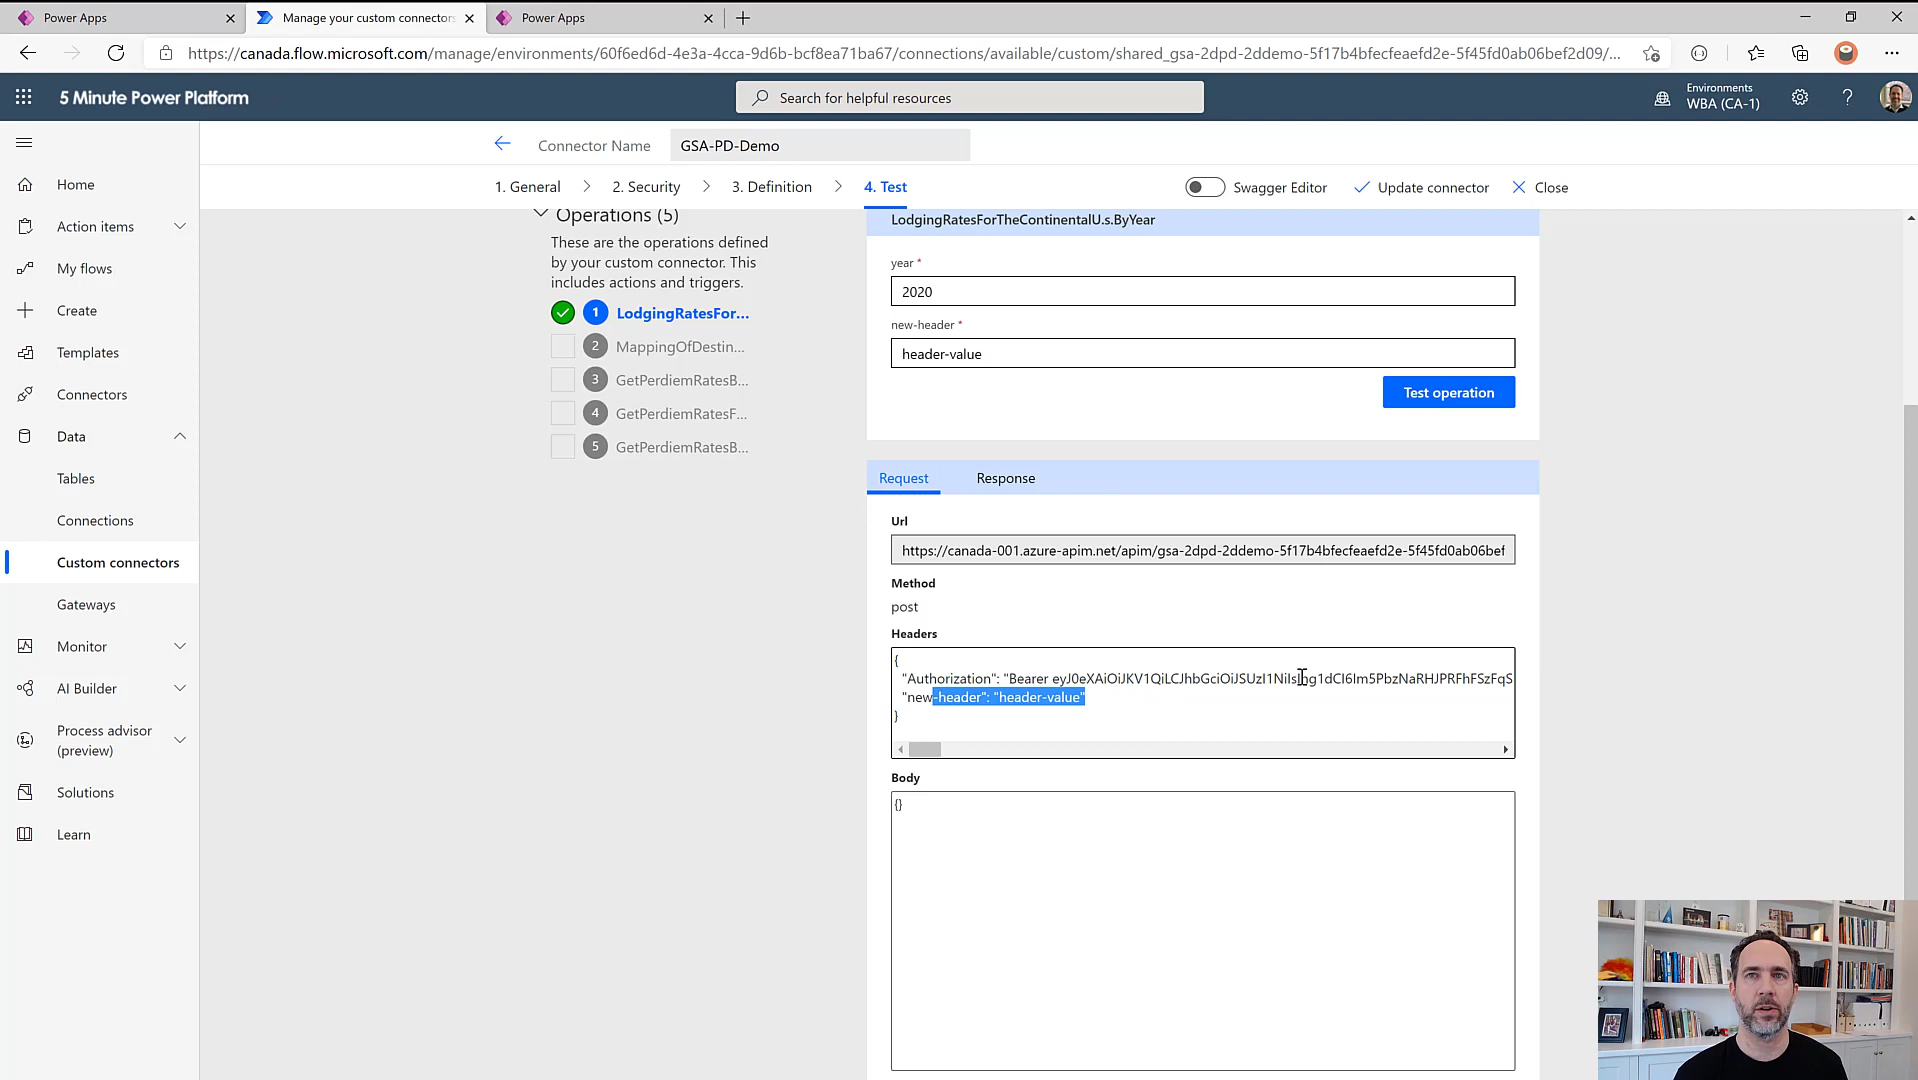 Power Apps
Manage your custom connectors
Power Apps
https://canada.flow.microsoft.com/manage/environments/60f6ed6d-4e3a-4cca-9d6b-bcf8ea71ba67/connections/available/custom/shared_gsa-2dpd-2ddemo-5f17b4bfecfeaefd2e-5f45fd0ab06bef2d09/...
5 Minute Power Platform
Search for helpful resources
Environments
WBA (CA-1)
Connector Name
GSA-PD-Demo
1. General
2. Security
3. Definition
4. Test
Swagger Editor
Update connector
Close
Home
Action items
My flows
Create
Templates
Connectors
Data
Tables
Connections
Custom connectors
Gateways
Monitor
AI Builder
Process advisor
(preview)
Solutions
Learn
Operations (5)
These are the operations defined
by your custom connector. This
includes actions and triggers.
1 LodgingRatesFor...
2 MappingOfDestin...
3 GetPerdiemRatesB...
4 GetPerdiemRatesF...
5 GetPerdiemRatesB...
LodgingRatesForTheContinentalU.s.ByYear
year *
2020
new-header *
header-value
Test operation
Request
Response
Url
https://canada-001.azure-apim.net/apim/gsa-2dpd-2ddemo-5f17b4bfecfeaefd2e-5f45fd0ab06bef
Method
post
Headers
{
"Authorization": "Bearer
"new-header": "header-value"
}
Body
{}